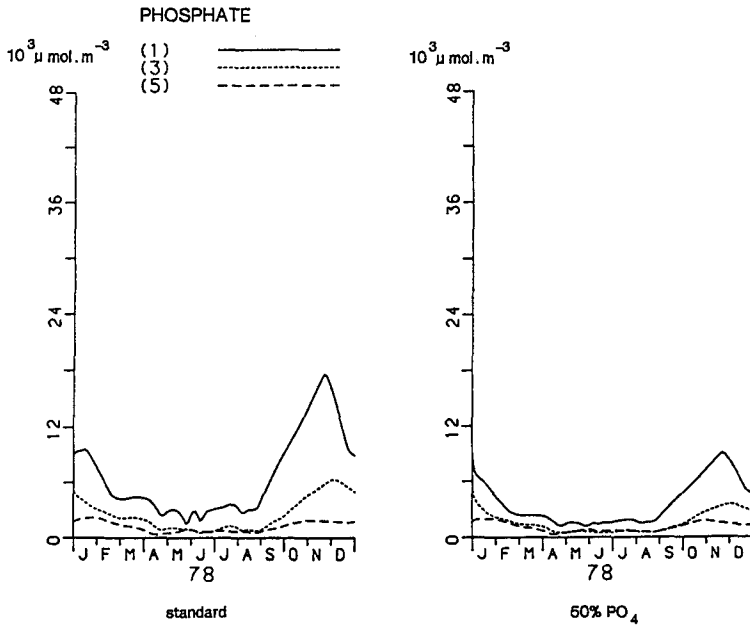 PHOSPHATE
10³ μ mol. m⁻³
(1)
(3)
(5)
48
36
24
12
0
J F M A M J J A S O N D
78
standard
10³ μ mol. m⁻³
48
36
24
12
0
J F M A M J J A S O N D
78
50% PO₄